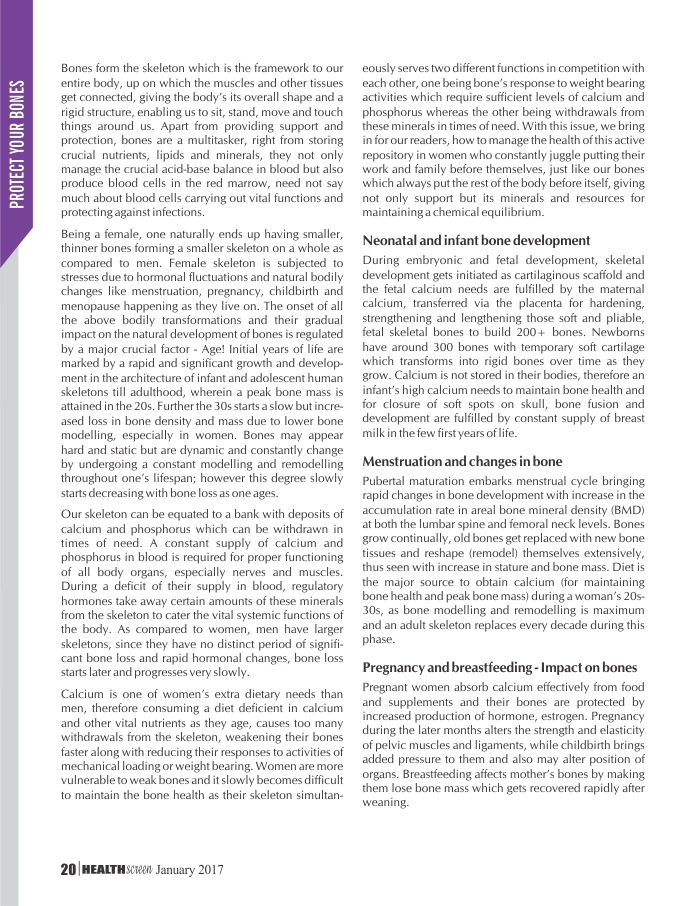 PROTECT YOUR BONES
Bones form the skeleton which is the framework to our
entire body, up on which the muscles and other tissues
get connected, giving the body's its overall shape and a
rigid structure, enabling us to sit, stand, move and touch
things around us. Apart from providing support and
protection, bones are a multitasker, right from storing
crucial nutrients, lipids and minerals, they not only
manage the crucial acid-base balance in blood but also
produce blood cells in the red marrow, need not say
much about blood cells carrying out vital functions and
protecting against infections.
Being a female, one naturally ends up having smaller,
thinner bones forming a smaller skeleton on a whole as
compared to men. Female skeleton is subjected to
stresses due to hormonal fluctuations and natural bodily
changes like menstruation, pregnancy, childbirth and
menopause happening as they live on. The onset of all
the above bodily transformations and their gradual
impact on the natural development of bones is regulated
by a major crucial factor - Age! Initial years of life are
marked by a rapid and significant growth and develop-
ment in the architecture of infant and adolescent human
skeletons till adulthood, wherein a peak bone mass is
attained in the 20s. Further the 30s starts a slow but incre-
ased loss in bone density and mass due to lower bone
modelling, especially in women. Bones may appear
hard and static but are dynamic and constantly change
by undergoing a constant modelling and remodelling
throughout one's lifespan; however this degree slowly
starts decreasing with bone loss as one ages.
Our skeleton can be equated to a bank with deposits of
calcium and phosphorus which can be withdrawn in
times of need. A constant supply of calcium and
phosphorus in blood is required for proper functioning
of all body organs, especially nerves and muscles.
During a deficit of their supply in blood, regulatory
hormones take away certain amounts of these minerals
from the skeleton to cater the vital systemic functions of
the body. As compared to women, men have larger
skeletons, since they have no distinct period of signifi-
cant bone loss and rapid hormonal changes, bone loss
starts later and progresses very slowly.
Calcium is one of women's extra dietary needs than
men, therefore consuming a diet deficient in calcium
and other vital nutrients as they age, causes too many
withdrawals from the skeleton, weakening their bones
faster along with reducing their responses to activities of
mechanical loading or weight bearing. Women are more
vulnerable to weak bones and it slowly becomes difficult
to maintain the bone health as their skeleton simultan-
eously serves two different functions in competition with
each other, one being bone's response to weight bearing
activities which require sufficient levels of calcium and
phosphorus whereas the other being withdrawals from
these minerals in times of need. With this issue, we bring
in for our readers, how to manage the health of this active
repository in women who constantly juggle putting their
work and family before themselves, just like our bones
which always put the rest of the body before itself, giving
not only support but its minerals and resources for
maintaining a chemical equilibrium.
Neonatal and infant bone development
During embryonic and fetal development, skeletal
development gets initiated as cartilaginous scaffold and
the fetal calcium needs are fulfilled by the maternal
calcium, transferred via the placenta for hardening,
strengthening and lengthening those soft and pliable,
fetal skeletal bones to build 200+ bones. Newborns
have around 300 bones with temporary soft cartilage
which transforms into rigid bones over time as they
grow. Calcium is not stored in their bodies, therefore an
infant's high calcium needs to maintain bone health and
for closure of soft spots on skull, bone fusion and
development are fulfilled by constant supply of breast
milk in the few first years of life.
Menstruation and changes in bone
Pubertal maturation embarks menstrual cycle bringing
rapid changes in bone development with increase in the
accumulation rate in areal bone mineral density (BMD)
at both the lumbar spine and femoral neck levels. Bones
grow continually, old bones get replaced with new bone
tissues and reshape (remodel) themselves extensively,
thus seen with increase in stature and bone mass. Diet is
the major source to obtain calcium (for maintaining
bone health and peak bone mass) during a woman's 20s-
30s, as bone modelling and remodelling is maximum
and an adult skeleton replaces every decade during this
phase.
Pregnancy and breastfeeding - Impact on bones
Pregnant women absorb calcium effectively from food
and supplements and their bones are protected by
increased production of hormone, estrogen. Pregnancy
during the later months alters the strength and elasticity
of pelvic muscles and ligaments, while childbirth brings
added pressure to them and also may alter position of
organs. Breastfeeding affects mother's bones by making
them lose bone mass which gets recovered rapidly after
weaning.
20 HEALTHscreen January 2017